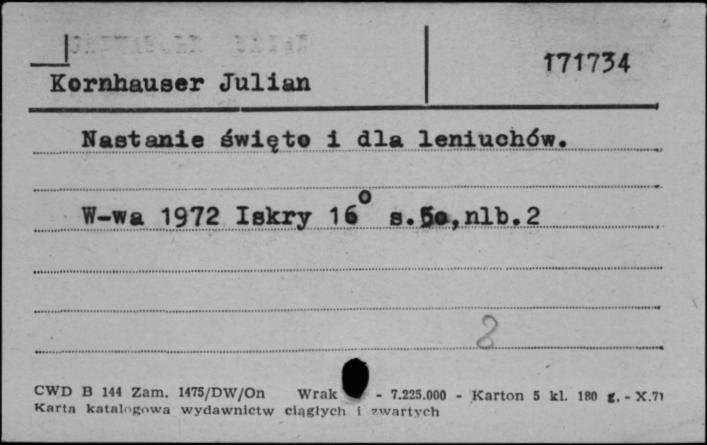 171734
Kornhauser Julian
Nastanie święto i dla leniuchów.
W-wa 1972 Iskry 16° s.50,nlb.2
8
CWD B 144 Zam. 1475/DW/On Wrak - 7.225.000 - Karton 5 kl. 180 g. - X.71
Karta katalogowa wydawnictw ciągłych i zwartych